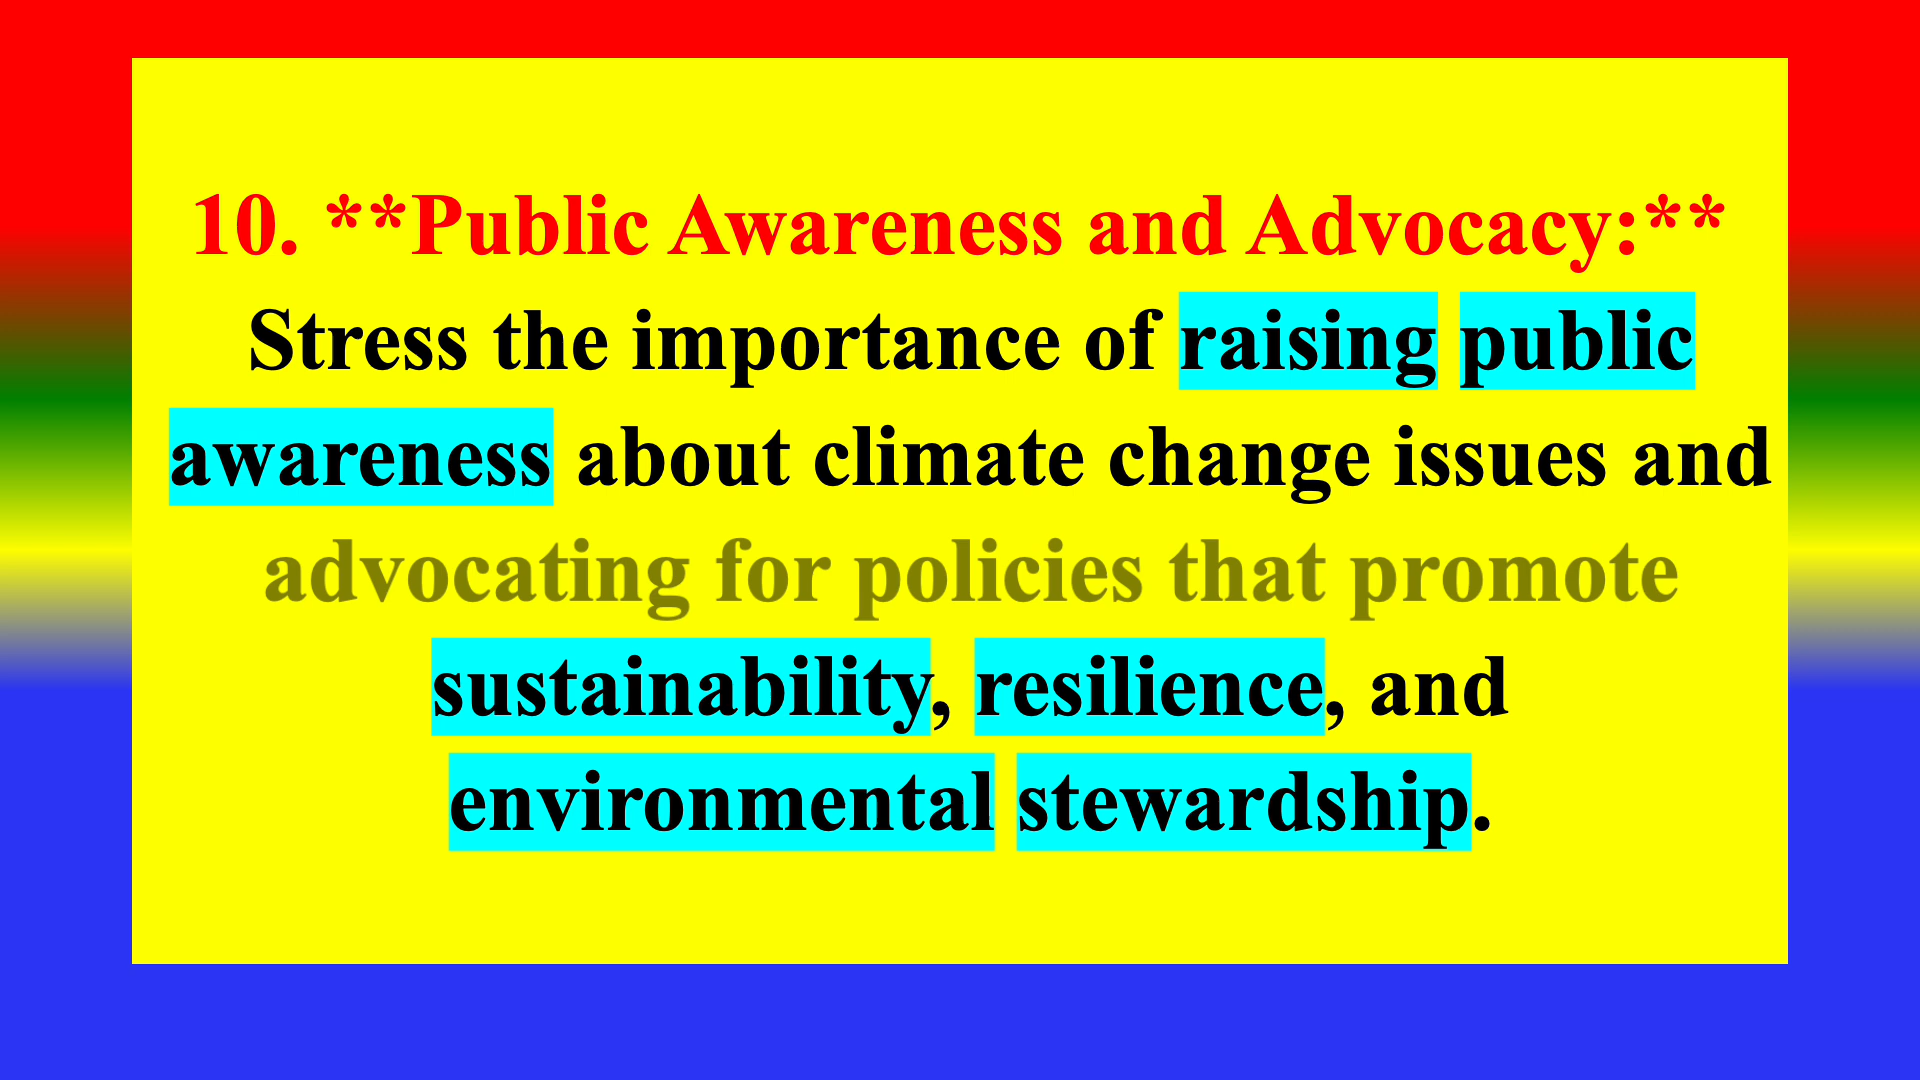 10. **Public Awareness and Advocacy:**
Stress the importance of raising public
awareness about climate change issues and
advocating for policies that promote
sustainability, resilience, and
environmental stewardship.